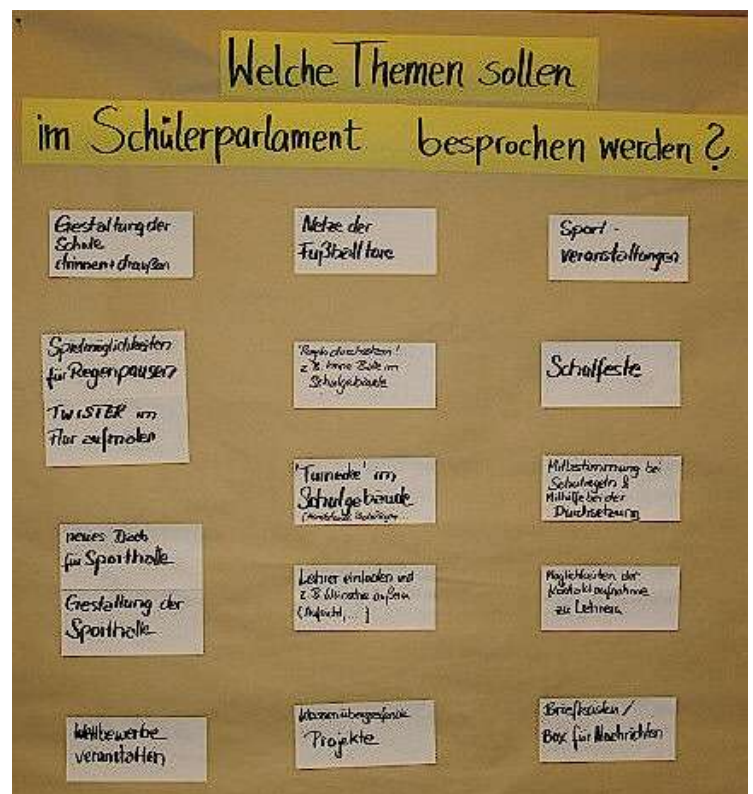 Welche Themen sollen
im Schülerparlament besprochen werden?
Gestaltung der
Schule
drinnen + draußen
Netze der
Fußballtore
Sport-
veranstaltungen
Spielmöglichkeiten
für Regenpausen
TWISTER im
Flur aufmalen
durchsetzen!
z.B. keine Bälle im
Schulgebäude
Schulfeste
'Turnecke' im
Schulgebäude
Mitbestimmung bei
Schulregeln &
Mithilfe bei der
Durchsetzung
neues Dach
für Sporthalle
Gestaltung der
Sporthalle
Lehrer einladen und
z.B. Wünsche äußern
(Aufsicht, ...)
Möglichkeiten der
Kontaktaufnahme
zu Lehrern
Wettbewerbe
veranstalten
Klassenübergreifende
Projekte
Briefkasten /
Box für Nachrichten